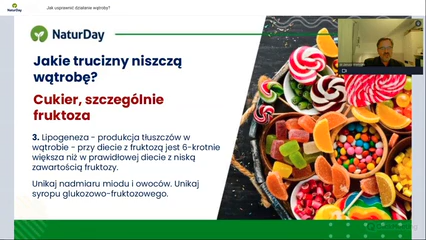 NaturDay
Jak usprawnić działanie wątroby?
NaturDay
Jakie trucizny niszczą
wątrobę?
Cukier, szczególnie
fruktoza
3. Lipogeneza - produkcja tłuszczów w
wątrobie - przy diecie z fruktozą jest 6-krotnie
większa niż w prawidłowej diecie z niską
zawartością fruktozy.
Unikaj nadmiaru miodu i owoców. Unikaj
syropu glukozowo-fruktozowego.